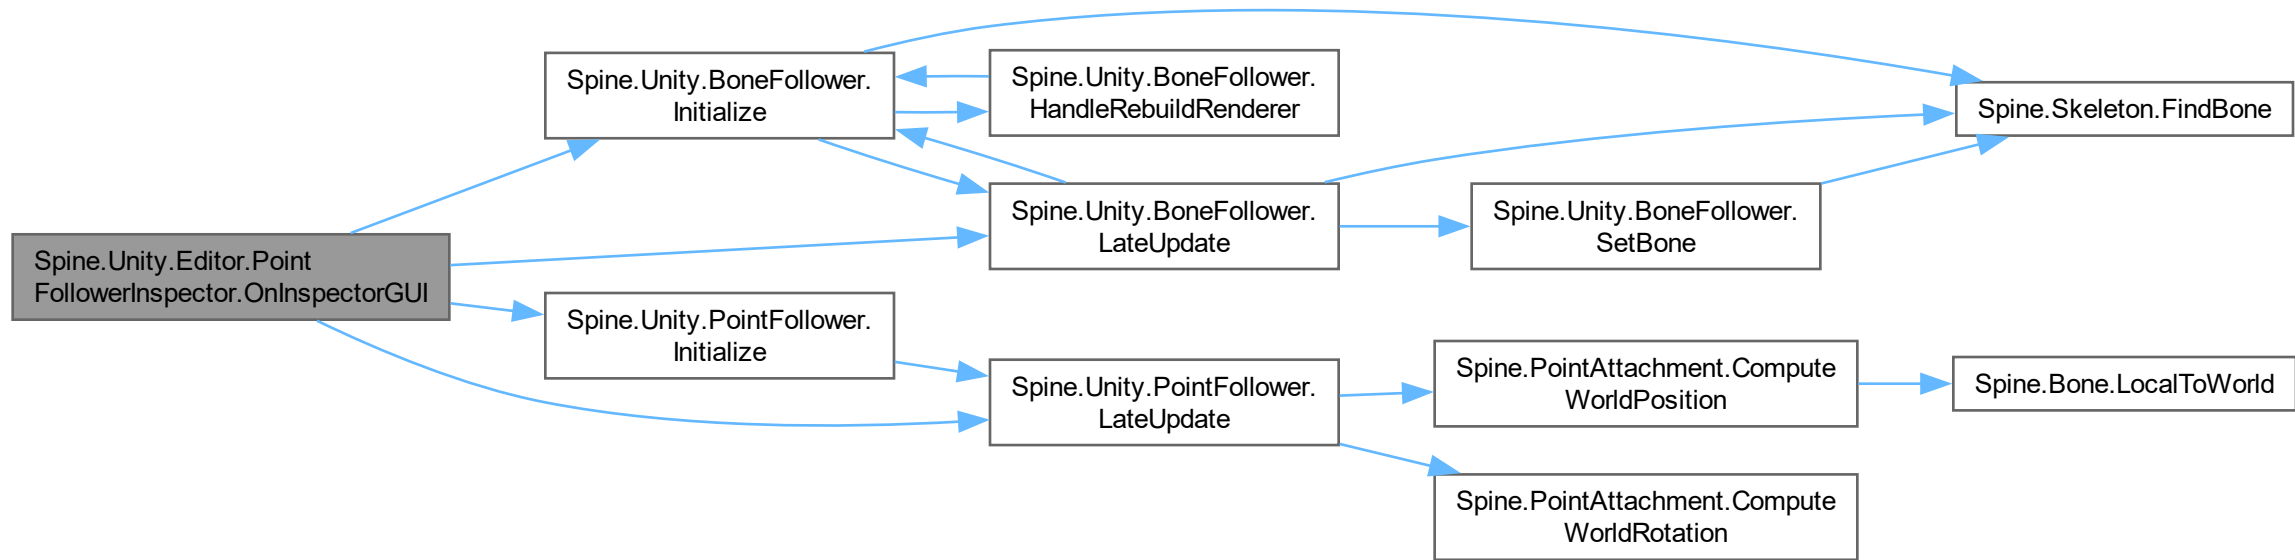 Spine.Unity.Editor.Point
FollowerInspector.OnInspectorGUI
Spine.Unity.BoneFollower.
Initialize
Spine.Unity.BoneFollower.
HandleRebuildRenderer
Spine.Skeleton.FindBone
Spine.Unity.BoneFollower.
LateUpdate
Spine.Unity.BoneFollower.
SetBone
Spine.Unity.PointFollower.
Initialize
Spine.Unity.PointFollower.
LateUpdate
Spine.PointAttachment.Compute
WorldPosition
Spine.Bone.LocalToWorld
Spine.PointAttachment.Compute
WorldRotation